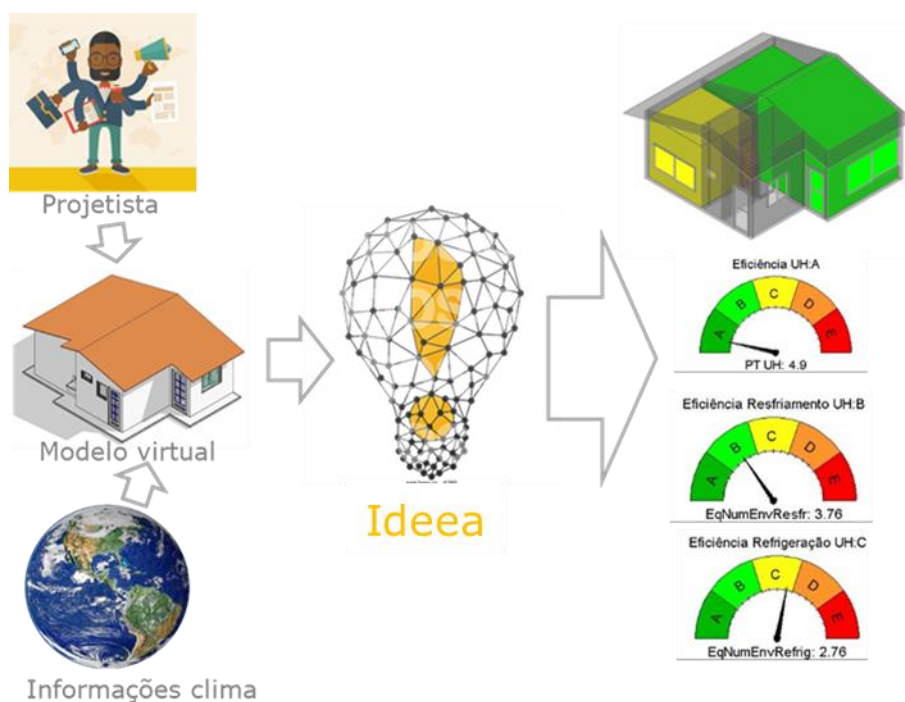 Projetista
Modelo virtual
Informações clima
Ideea
Eficiência UH:A
A
B
C
D
E
PT UH: 4.9
Eficiência Resfriamento UH:B
A
B
C
D
E
EqNumEnvResfr: 3.76
Eficiência Refrigeração UH:C
A
B
C
D
E
EqNumEnvRefrig: 2.76